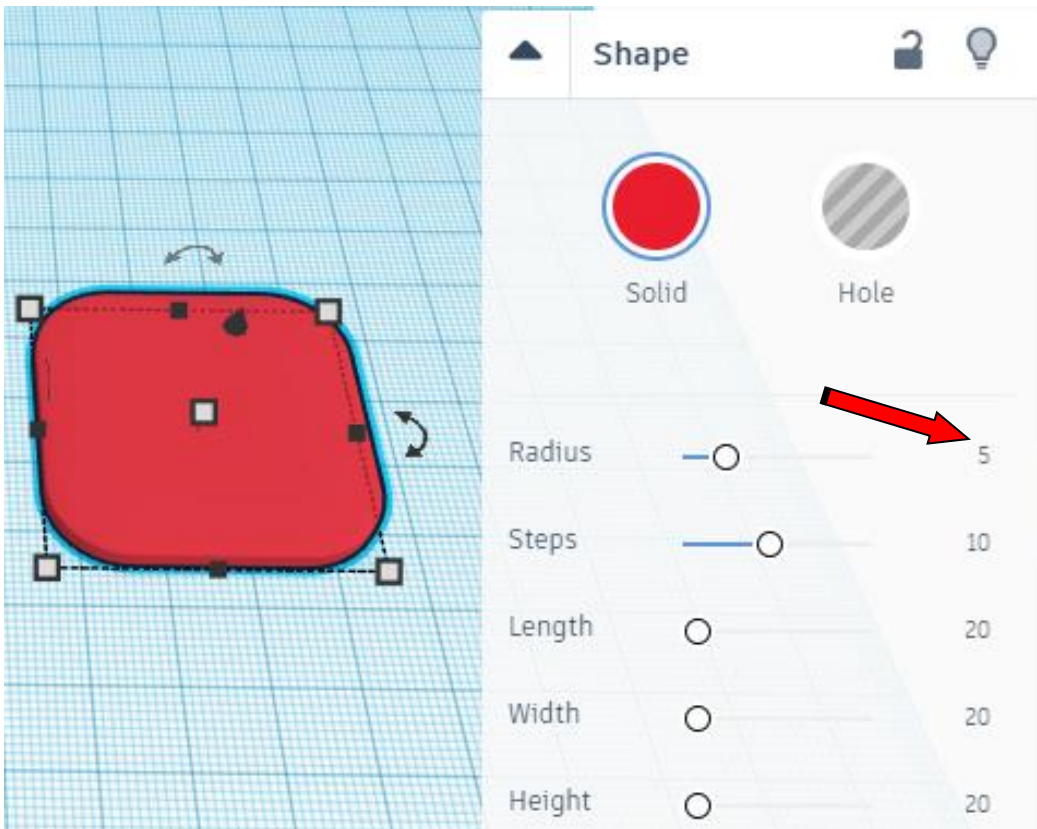 Shape
Solid Hole
Radius 5
Steps 10
Length 20
Width 20
Height 20